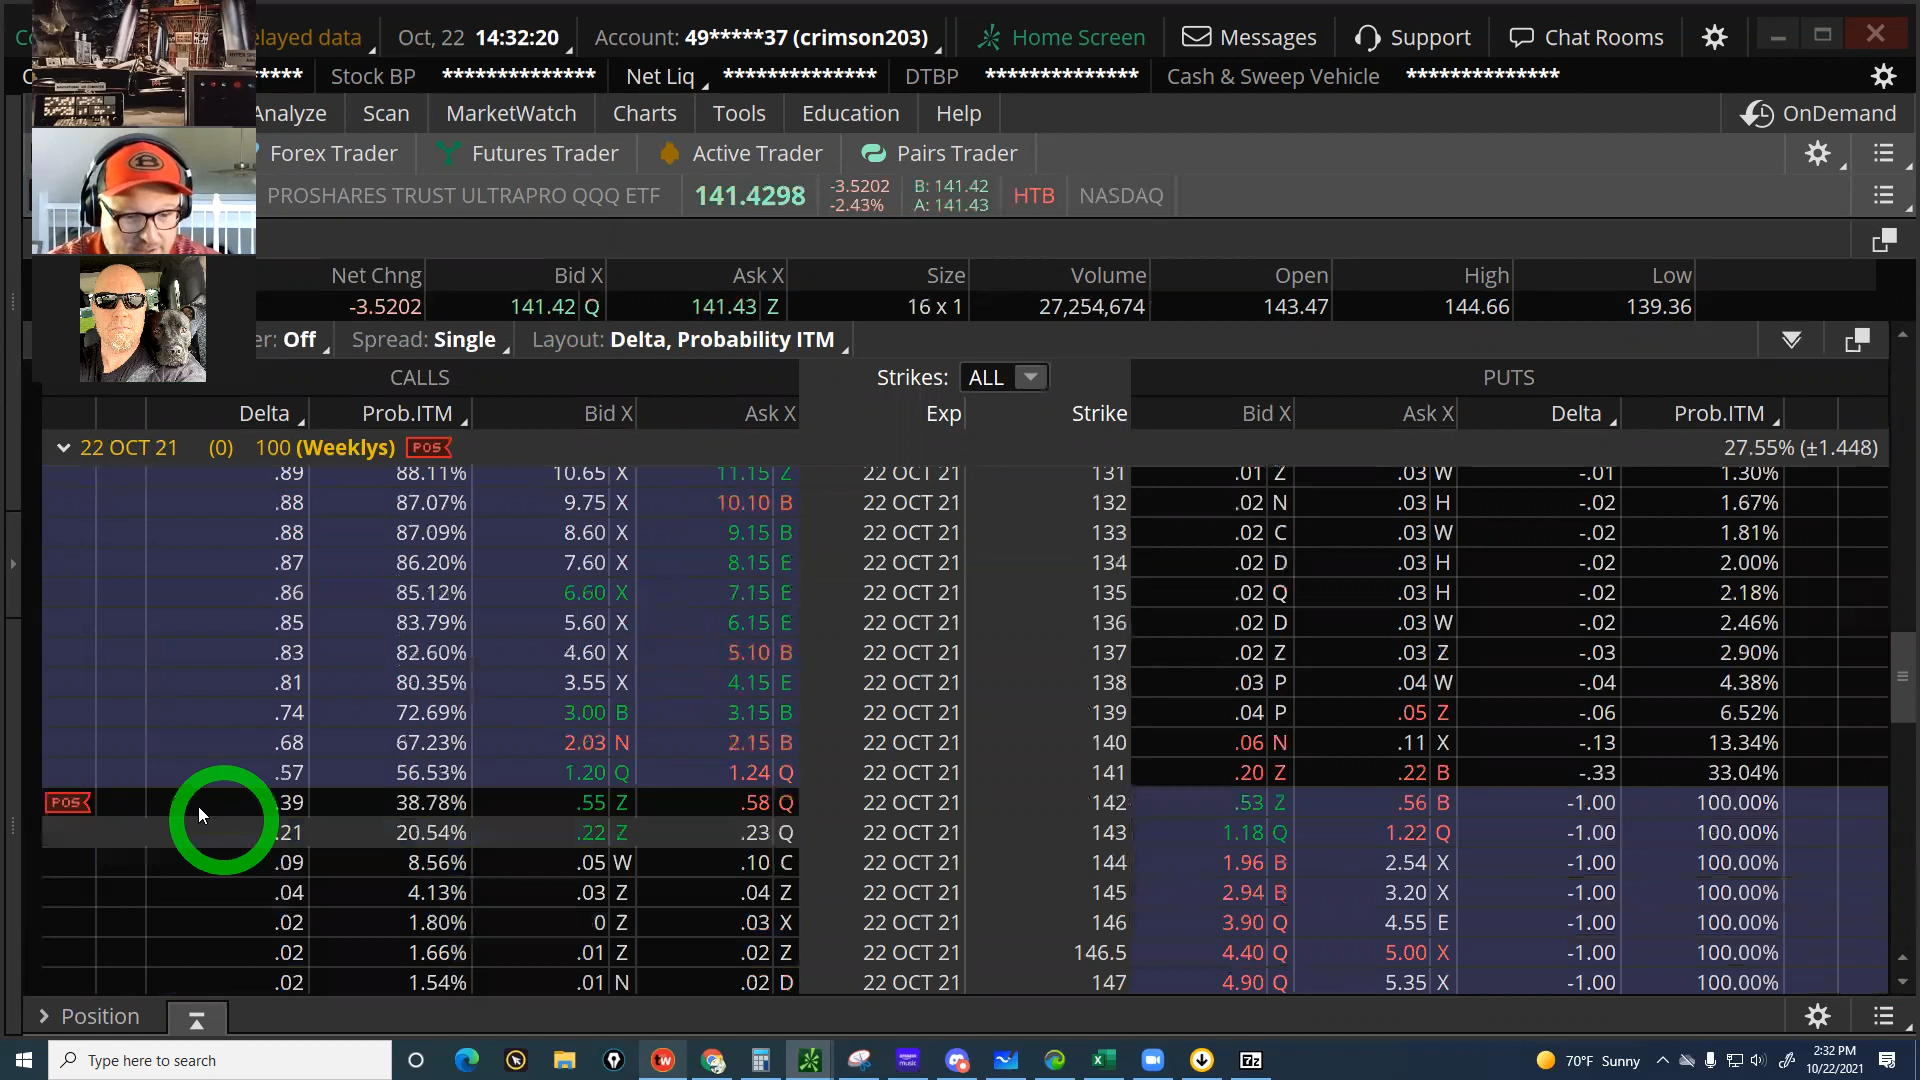 elayed data Oct, 22 14:32:20 Account: 49*****37 (crimson203) Home Screen Messages Support Chat Rooms
***** Stock BP ************** Net Liq ************** DTBP ************** Cash & Sweep Vehicle **************
Analyze Scan MarketWatch Charts Tools Education Help OnDemand
Forex Trader Futures Trader Active Trader Pairs Trader
PROSHARES TRUST ULTRAPRO QQQ ETF 141.4298 -3.5202 -2.43% B: 141.42 A: 141.43 HTB NASDAQ
Net Chng Bid X Ask X Size Volume Open High Low
-3.5202 141.42 Q 141.43 Z 16 x 1 27,254,674 143.47 144.66 139.36
er: Off Spread: Single Layout: Delta, Probability ITM
CALLS Strikes: ALL PUTS
Delta Prob.ITM Bid X Ask X Exp Strike Bid X Ask X Delta Prob.ITM
22 OCT 21 (0) 100 (Weeklys) POS 27.55% (±1.448)
.89 88.11% 10.65 X 11.15 Z 22 OCT 21 131 .01 Z .03 W -.01 1.30%
.88 87.07% 9.75 X 10.10 B 22 OCT 21 132 .02 N .03 H -.02 1.67%
.88 87.09% 8.60 X 9.15 B 22 OCT 21 133 .02 C .03 W -.02 1.81%
.87 86.20% 7.60 X 8.15 E 22 OCT 21 134 .02 D .03 H -.02 2.00%
.86 85.12% 6.60 X 7.15 E 22 OCT 21 135 .02 Q .03 H -.02 2.18%
.85 83.79% 5.60 X 6.15 E 22 OCT 21 136 .02 D .03 W -.02 2.46%
.83 82.60% 4.60 X 5.10 B 22 OCT 21 137 .02 Z .03 Z -.03 2.90%
.81 80.35% 3.55 X 4.15 E 22 OCT 21 138 .03 P .04 W -.04 4.38%
.74 72.69% 3.00 B 3.15 B 22 OCT 21 139 .04 P .05 Z -.06 6.52%
.68 67.23% 2.03 N 2.15 B 22 OCT 21 140 .06 N .11 X -.13 13.34%
.57 56.53% 1.20 Q 1.24 Q 22 OCT 21 141 .20 Z .22 B -.33 33.04%
POS .39 38.78% .55 Z .58 Q 22 OCT 21 142 .53 Z .56 B -1.00 100.00%
.21 20.54% .22 Z .23 Q 22 OCT 21 143 1.18 Q 1.22 Q -1.00 100.00%
.09 8.56% .05 W .10 C 22 OCT 21 144 1.96 B 2.54 X -1.00 100.00%
.04 4.13% .03 Z .04 Z 22 OCT 21 145 2.94 B 3.20 X -1.00 100.00%
.02 1.80% 0 Z .03 X 22 OCT 21 146 3.90 Q 4.55 E -1.00 100.00%
.02 1.66% .01 Z .02 Z 22 OCT 21 146.5 4.40 Q 5.00 X -1.00 100.00%
.02 1.54% .01 N .02 D 22 OCT 21 147 4.90 Q 5.35 X -1.00 100.00%
Position
Type here to search 70°F Sunny 2:32 PM
10/22/2021